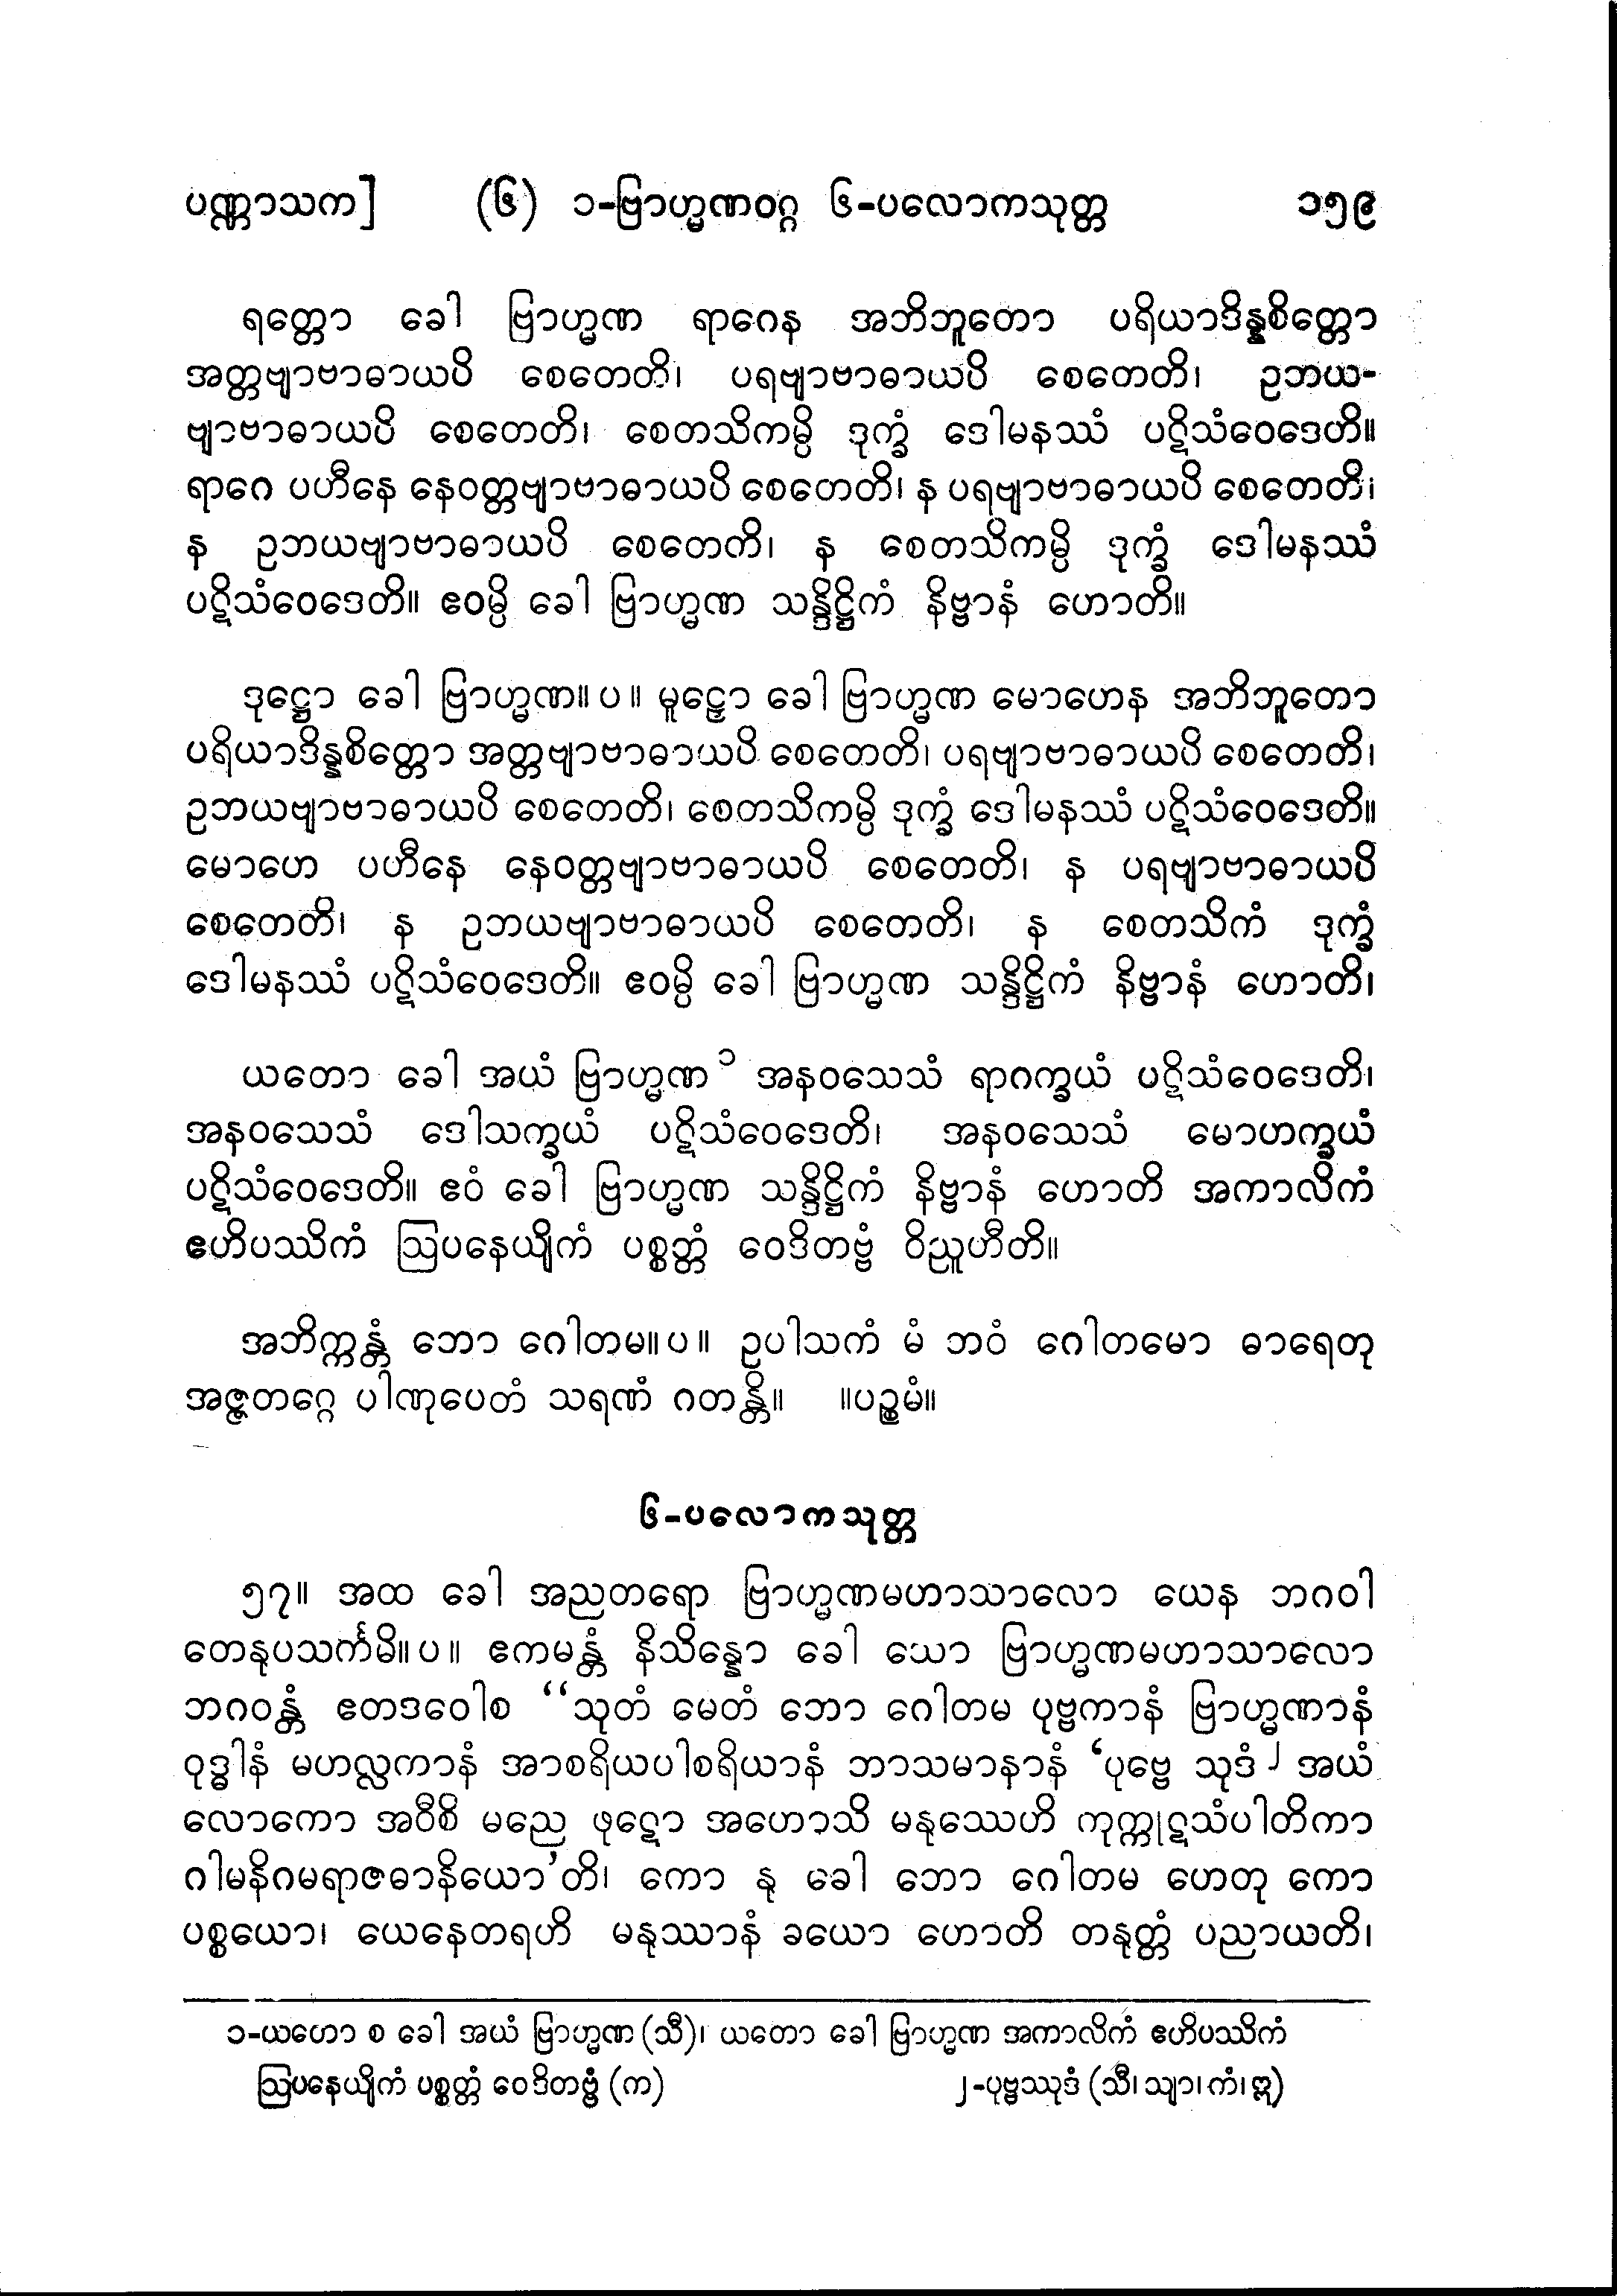 ပဏ္ဏာသက] (၆) ၁-ဗြာဟ္မဏဝဂ္ဂ ၆-ပလောကသုတ္တ ၁၅၉
ရတ္တော ခေါ ဗြာဟ္မဏ ရာဂေန အဘိဘူတော ပရိယာဒိန္နစိတ္တော
အတ္တဗျာဗာဓာယပိ စေတေတိ၊ ပရဗျာဗာဓာယပိ စေတေတိ၊ ဥဘယ-
ဗျာဗာဓာယပိ စေတေတိ၊ စေတသိကမ္ပိ ဒုက္ခံ ဒေါမနဿံ ပဋိသံဝေဒေဟိ။
ရာဂေ ပဟီနေ နေဝတ္တဗျာဗာဓာယပိ စေတေတိ၊ န ပရဗျာဗာဓာယပိ စေတေတိ၊
န ဥဘယဗျာဗာဓာယပိ စေတေကိ၊ န စေတသိကမ္ပိ ဒုက္ခံ ဒေါမနဿံ
ပဋိသံဝေဒေတိ။ ဧဝမ္ပိ ခေါ ဗြာဟ္မဏ သန္ဒိဋ္ဌိကံ နိဗ္ဗာနံ ဟောတိ။
ဒုဋ္ဌော ခေါ ဗြာဟ္မဏ။ ပ။ မူဠှော ခေါ ဗြာဟ္မဏ မောဟေန အဘိဘူတော
ပရိယာဒိန္နစိတ္တော အတ္တဗျာဗာဓာယပိ စေတေတိ၊ ပရဗျာဗာဓာယပိ စေတေတိ၊
ဥဘယဗျာဗာဓာယပိ စေတေတိ၊ စေတသိကမ္ပိ ဒုက္ခံ ဒေါမနဿံ ပဋိသံဝေဒေတိ။
မောဟေ ပဟီနေ နေဝတ္တဗျာဗာဓာယပိ စေတေတိ၊ န ပရဗျာဗာဓာယပိ
စေတေတိ၊ န ဥဘယဗျာဗာဓာယပိ စေတေတိ၊ န စေတသိကံ ဒုက္ခံ
ဒေါမနဿံ ပဋိသံဝေဒေတိ။ ဧဝမ္ပိ ခေါ ဗြာဟ္မဏ သန္ဒိဋ္ဌိကံ နိဗ္ဗာနံ ဟောတိ၊
ယတော ခေါ အယံ ဗြာဟ္မဏ ၁ အနဝသေသံ ရာဂက္ခယံ ပဋိသံဝေဒေတိ၊
အနဝသေသံ ဒေါသက္ခယံ ပဋိသံဝေဒေတိ၊ အနဝသေသံ မောဟက္ခယံ
ပဋိသံဝေဒေတိ။ ဧဝံ ခေါ ဗြာဟ္မဏ သန္ဒိဋ္ဌိကံ နိဗ္ဗာနံ ဟောတိ အကာလိကံ
ဧဟိပဿိကံ ဩပနေယျိကံ ပစ္စတ္တံ ဝေဒိတဗ္ဗံ ဝိညူဟီတိ။
အဘိက္ကန္တံ ဘော ဂေါတမ။ ပ။ ဥပါသကံ မံ ဘဝံ ဂေါတမော ဓာရေတု
အဇ္ဇတဂ္ဂေ ပါဏုပေတံ သရဏံ ဂတန္တိ။ ။ပဉ္စမံ။
၆-ပလောကသုတ္တ
၅၇။ အထ ခေါ အညတရော ဗြာဟ္မဏမဟာသာလော ယေန ဘဂဝါ
တေနုပသင်္ကမိ။ ပ။ ဧကမန္တံ နိသိန္နော ခေါ သော ဗြာဟ္မဏမဟာသာလော
ဘဂဝန္တံ ဧတဒဝေါစ “သုတံ မေတံ ဘော ဂေါတမ ပုဗ္ဗကာနံ ဗြာဟ္မဏာနံ
ဝုဒ္ဓါနံ မဟလ္လကာနံ အာစရိယပါစရိယာနံ ဘာသမာနာနံ ‘ပုဗ္ဗေ သုဒံ ၂ အယံ
လောကော အဝီစိ မညေ ဖုဋော အဟောသိ မနုဿေဟိ ကုက္ကုဋသံပါတိကာ
ဂါမနိဂမရာဇဓာနိယော’တိ၊ ကော နု ခေါ ဘော ဂေါတမ ဟေတု ကော
ပစ္စယော၊ ယေနေတရဟိ မနုဿာနံ ခယော ဟောတိ တနုတ္တံ ပညာယတိ၊
၁-ယဟော စ ခေါ အယံ ဗြာဟ္မဏ (သီ)၊ ယတော ခေါ ဗြာဟ္မဏ အကာလိကံ ဧဟိပဿိကံ
ဩပနေယျိကံ ပစ္စတ္တံ ဝေဒိတဗ္ဗံ (က) ၂-ပုဗ္ဗဿုဒံ (သီ၊ သျာ၊ ကံ၊ ဣ)